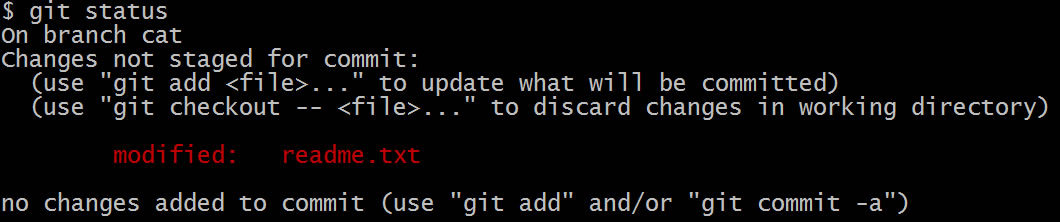 $ git status
On branch cat
Changes not staged for commit:
  (use "git add <file>..." to update what will be committed)
  (use "git checkout -- <file>..." to discard changes in working directory)
        modified:   readme.txt
no changes added to commit (use "git add" and/or "git commit -a")